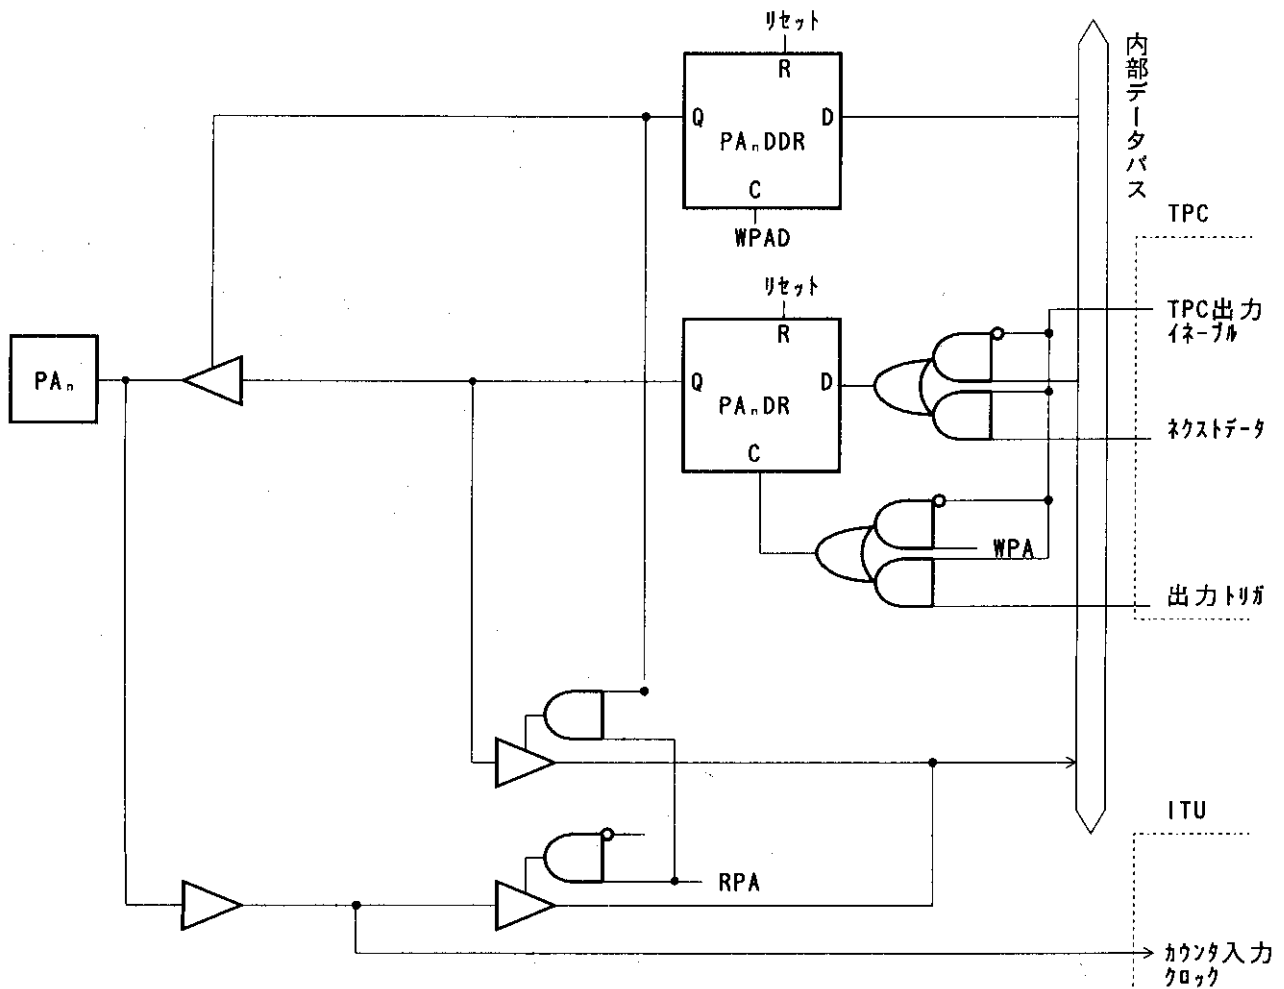 リセット
R
Q
D
PAnDDR
C
WPAD
内部データバス
TPC
リセット
R
Q
D
PAnDR
C
TPC出力
イネーブル
ネクストデータ
PAn
WPA
出力トリガ
ITU
RPA
カウンタ入力
クロック